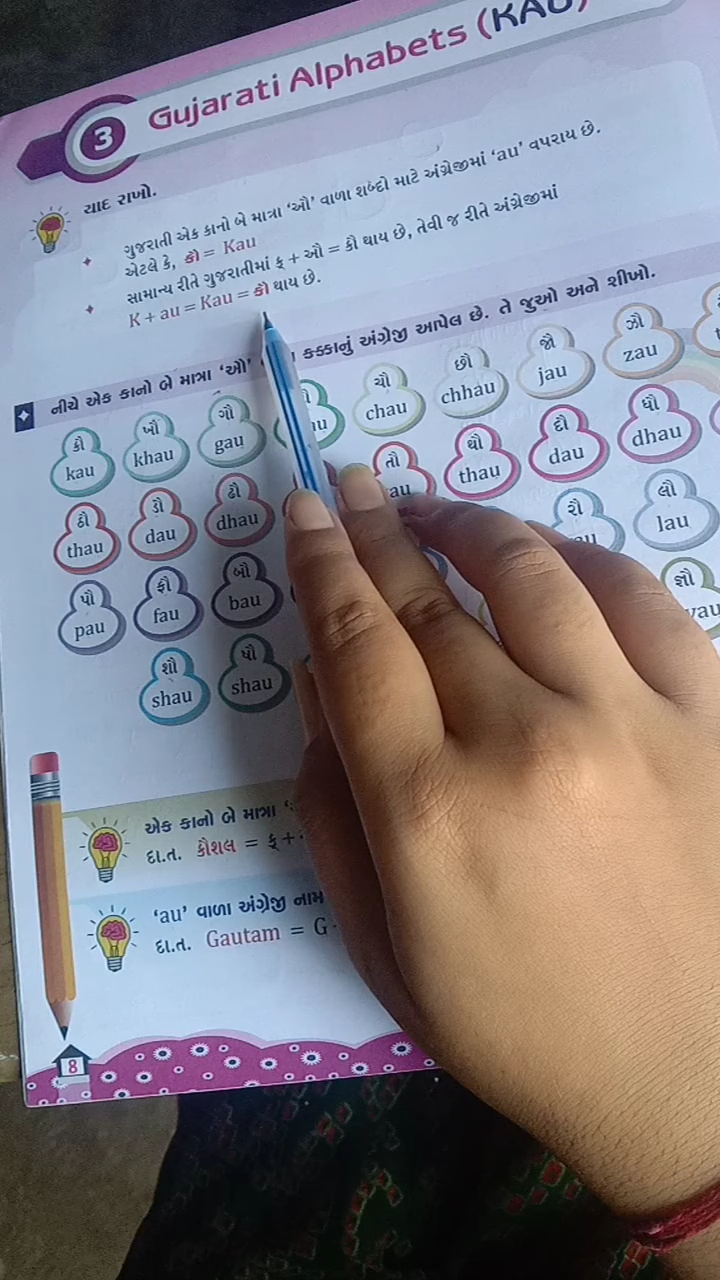 3 Gujarati Alphabets (KAU)
યાદ રાખો.
ગુજરાતી એક કાનો બે માત્રા ‘ઔ’ વાળા શબ્દો માટે અંગ્રેજીમાં ‘au’ વપરાય છે.
એટલે કે, કૌ = Kau
સામાન્ય રીતે ગુજરાતીમાં ક્ + ઔ = કૌ થાય છે, તેવી જ રીતે અંગ્રેજીમાં
K + au = Kau = કૌ થાય છે.
નીચે એક કાનો બે માત્રા ‘ઔ’ કક્કાનું અંગ્રેજી આપેલ છે. તે જુઓ અને શીખો.
કૌ ખૌ ગૌ ચૌ છૌ જૌ ઝૌ
kau khau gau chau chhau jau zau
ઠૌ ડૌ ઢૌ તૌ થૌ દૌ ધૌ
thau dau dhau thau dau dhau
પૌ ફૌ બૌ રૌ લૌ
pau fau bau lau
શૌ ષૌ જ્ઞૌ
shau shau
એક કાનો બે માત્રા
દા.ત. કૌશલ = ક્ +
‘au’ વાળા અંગ્રેજી નામ
દા.ત. Gautam = G
8